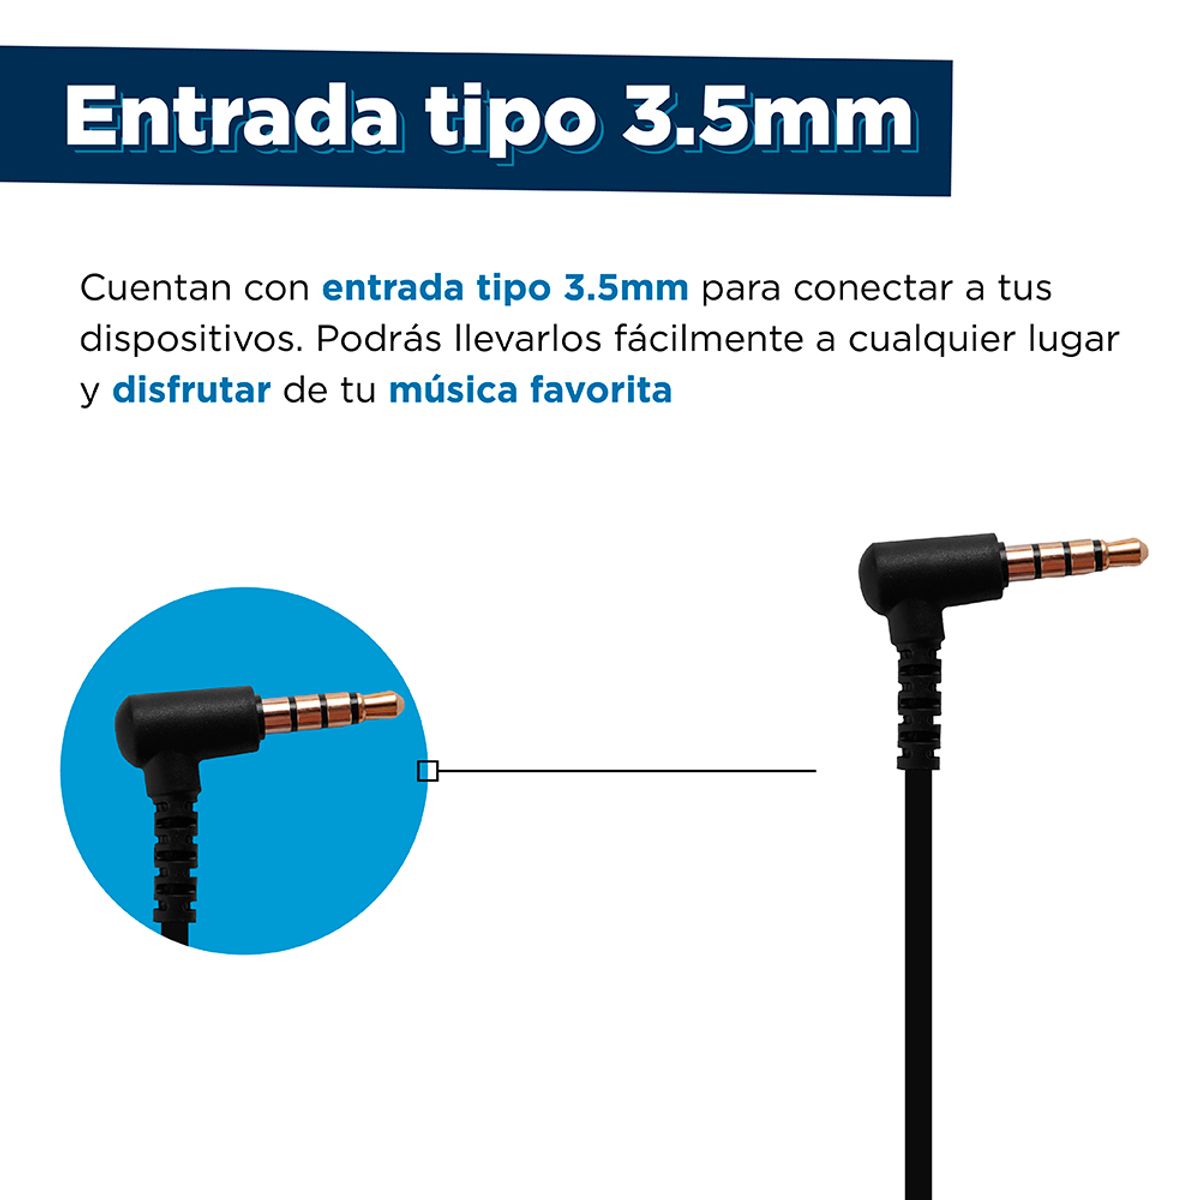 Entrada tipo 3.5mm
Cuentan con entrada tipo 3.5mm para conectar a tus
dispositivos. Podrás llevarlos fácilmente a cualquier lugar
y disfrutar de tu música favorita